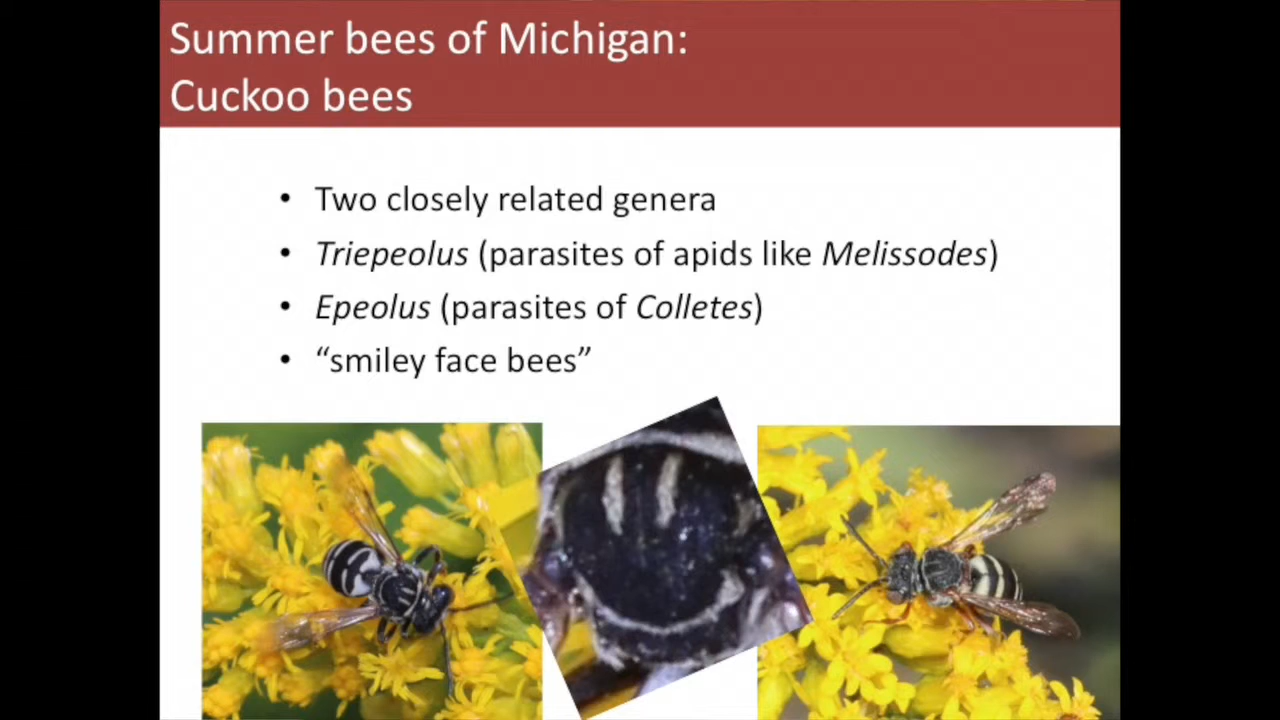 Summer bees of Michigan:
Cuckoo bees
• Two closely related genera
• Triepeolus (parasites of apids like Melissodes)
• Epeolus (parasites of Colletes)
• “smiley face bees”